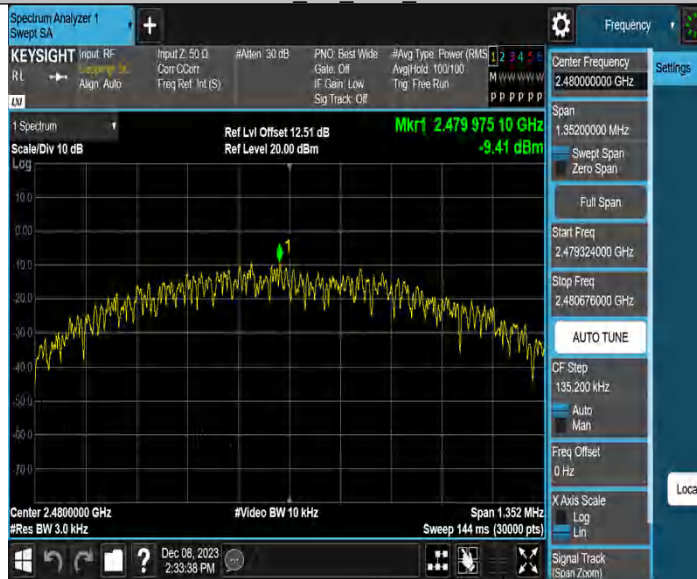 Spectrum Analyzer 1
Swept SA
+
Frequency
KEYSIGHT
Input: RF
Coupling: DC
Align: Auto
Input Z: 50 Ω
Corr CCorr
Freq Ref: Int (S)
#Atten: 30 dB
PNO: Best Wide
Gate: Off
IF Gain: Low
Sig Track: Off
#Avg Type: Power (RMS
Avg|Hold: 100/100
Trig: Free Run
1 2 3 4 5 6
M W W W W W
P P P P P P
RL
LXI
1 Spectrum
Scale/Div 10 dB
Ref Lvl Offset 12.51 dB
Ref Level 20.00 dBm
Mkr1 2.479 975 10 GHz
-9.41 dBm
Log
10.0
0.00
-10.0
-20.0
-30.0
-40.0
-50.0
-60.0
-70.0
1
Center 2.4800000 GHz
#Res BW 3.0 kHz
#Video BW 10 kHz
Span 1.352 MHz
Sweep 144 ms (30000 pts)
?
Dec 08, 2023
2:33:38 PM
Center Frequency
2.480000000 GHz
Span
1.35200000 MHz
Swept Span
Zero Span
Full Span
Start Freq
2.479324000 GHz
Stop Freq
2.480676000 GHz
AUTO TUNE
CF Step
135.200 kHz
Auto
Man
Freq Offset
0 Hz
X Axis Scale
Log
Lin
Signal Track
(Span Zoom)
Settings
Loca